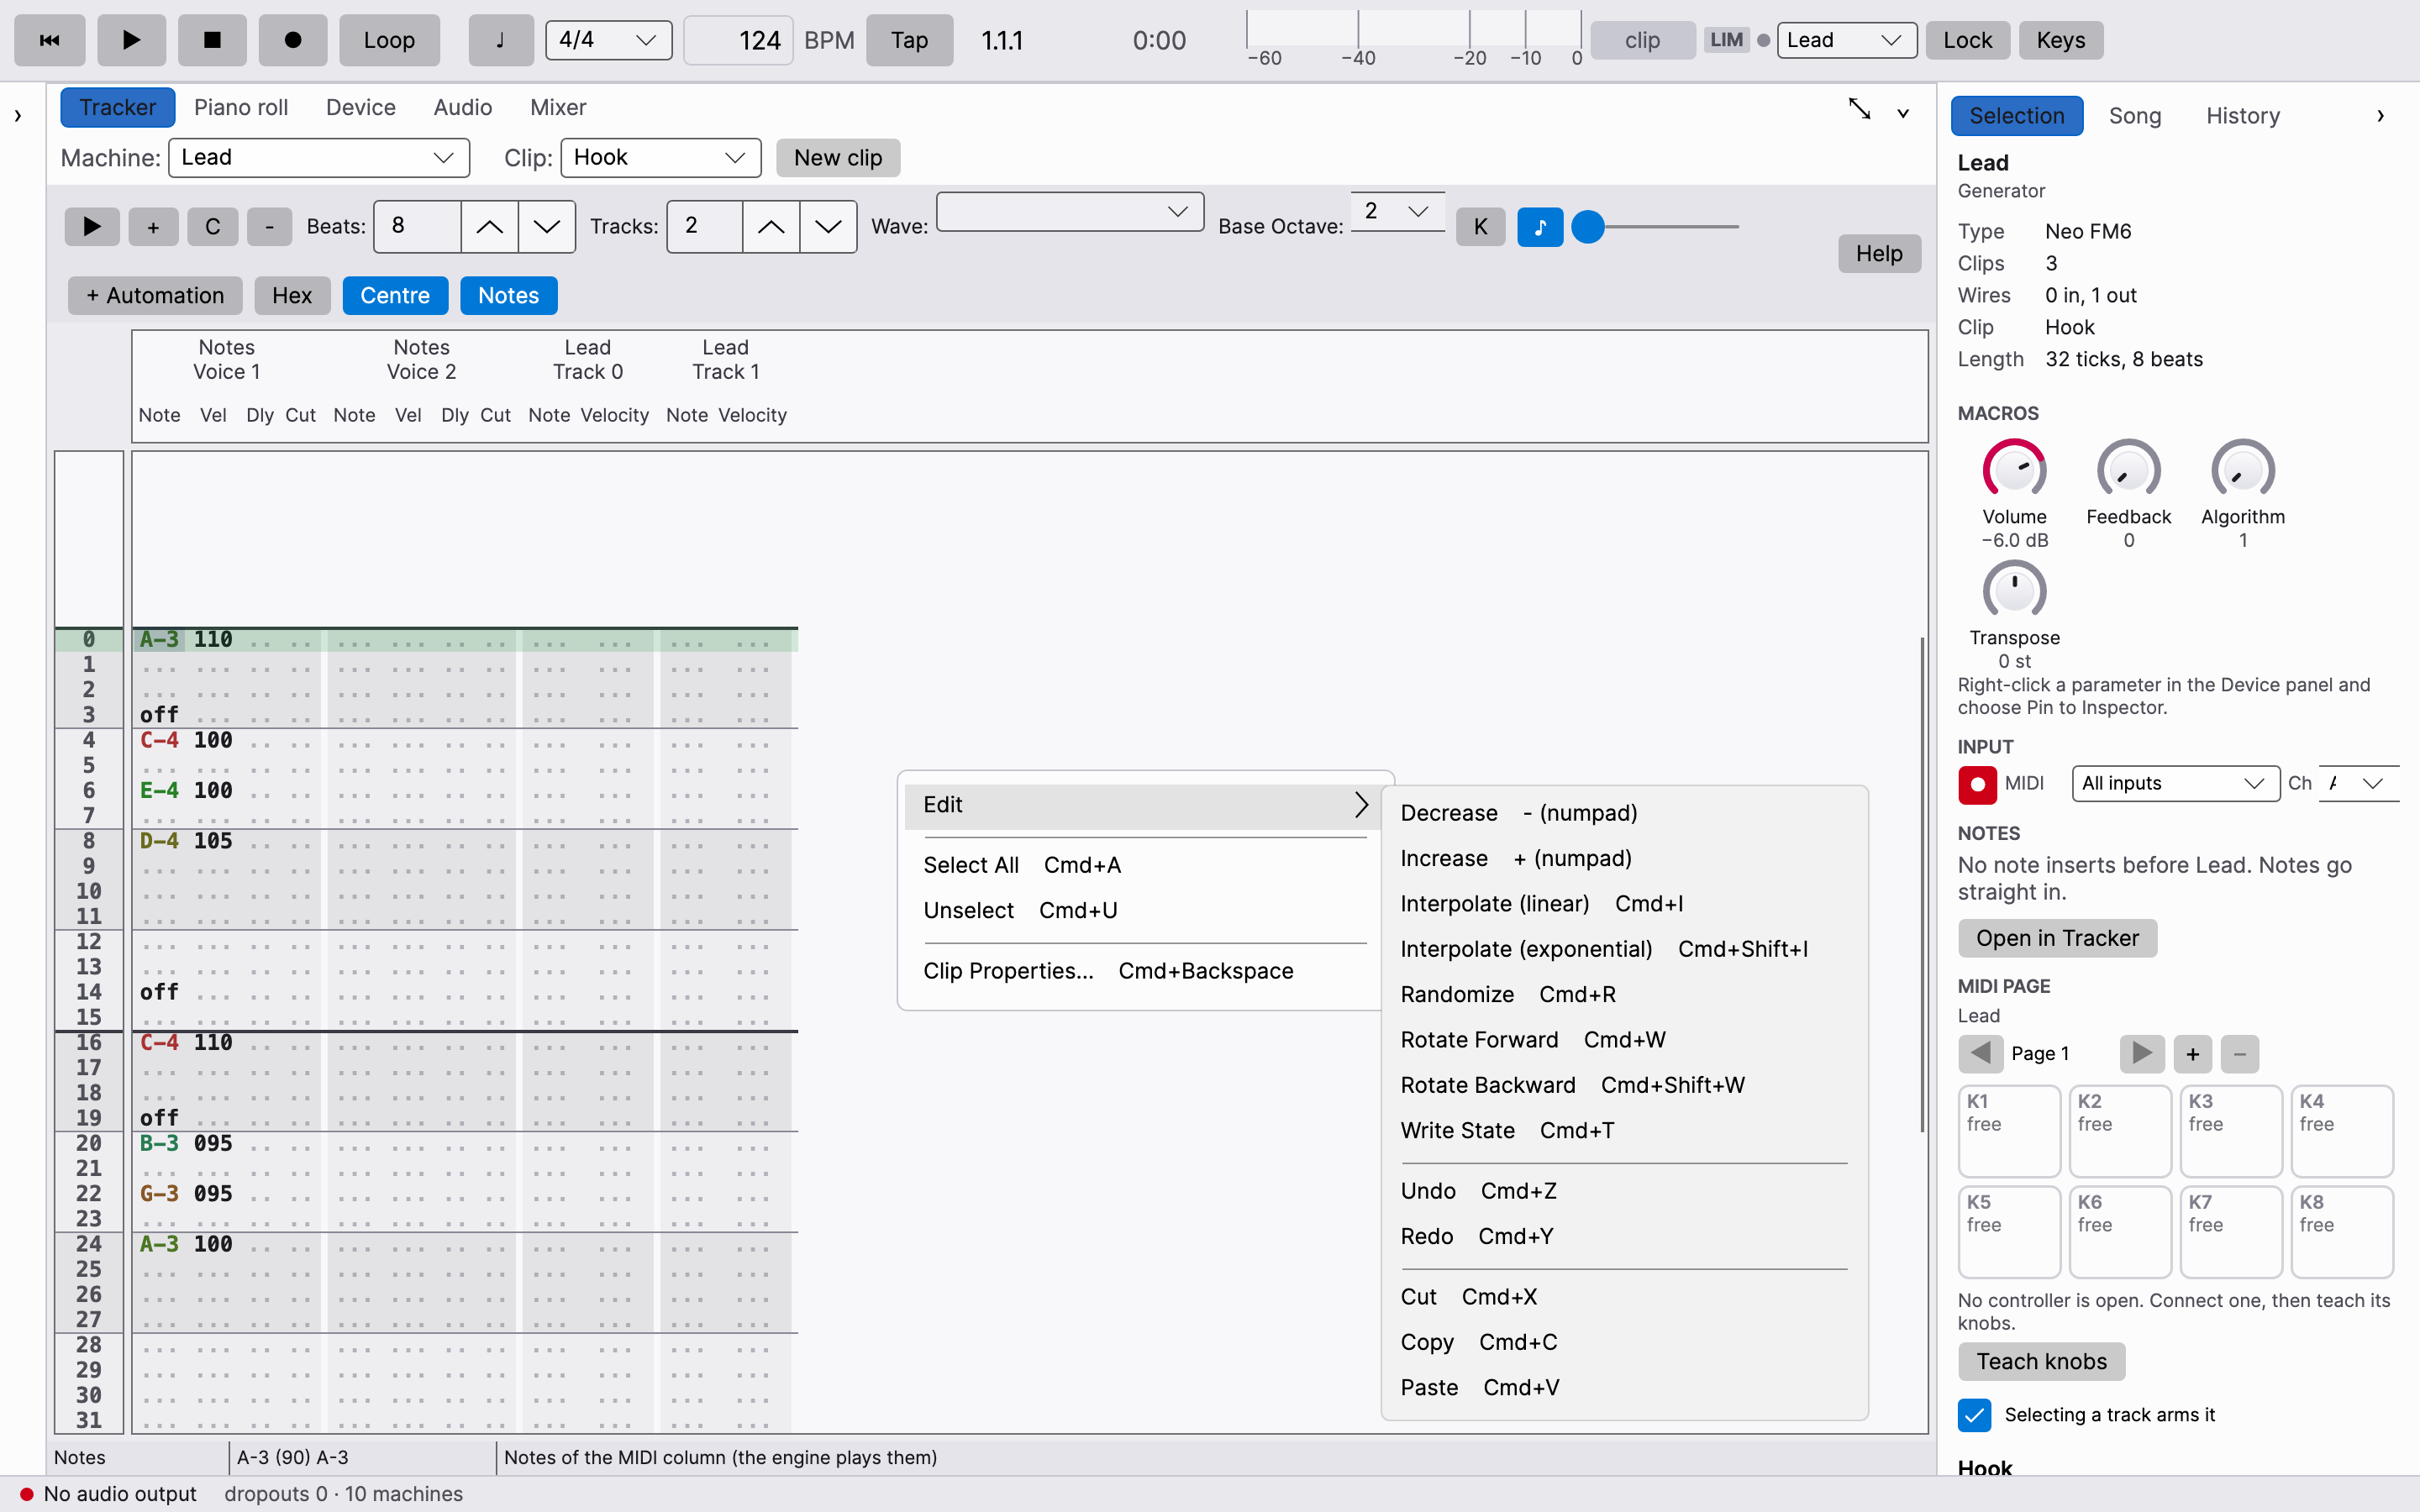 Loop
4/4
124 BPM
Tap
1.1.1
0:00
−60 −40 −20 −10 0
clip
LIM
Lead
Lock
Keys
Tracker Piano roll Device Audio Mixer
Machine: Lead Clip: Hook New clip
+ C - Beats: 8 Tracks: 2 Wave: Base Octave: 2 K
Help
+ Automation Hex Centre Notes
Notes Notes Lead Lead
Voice 1 Voice 2 Track 0 Track 1
Note Vel Dly Cut Note Vel Dly Cut Note Velocity Note Velocity
0 A-3 110
1
2
3 off
4 C-4 100
5
6 E-4 100
7
8 D-4 105
9
10
11
12
13
14 off
15
16 C-4 110
17
18
19 off
20 B-3 095
21
22 G-3 095
23
24 A-3 100
25
26
27
28
29
30
31
Edit
Select All Cmd+A
Unselect Cmd+U
Clip Properties... Cmd+Backspace
Decrease - (numpad)
Increase + (numpad)
Interpolate (linear) Cmd+I
Interpolate (exponential) Cmd+Shift+I
Randomize Cmd+R
Rotate Forward Cmd+W
Rotate Backward Cmd+Shift+W
Write State Cmd+T
Undo Cmd+Z
Redo Cmd+Y
Cut Cmd+X
Copy Cmd+C
Paste Cmd+V
Notes A-3 (90) A-3 Notes of the MIDI column (the engine plays them)
No audio output dropouts 0 · 10 machines
Selection Song History
Lead
Generator
Type Neo FM6
Clips 3
Wires 0 in, 1 out
Clip Hook
Length 32 ticks, 8 beats
MACROS
Volume Feedback Algorithm
−6.0 dB 0 1
Transpose
0 st
Right-click a parameter in the Device panel and
choose Pin to Inspector.
INPUT
MIDI All inputs Ch
NOTES
No note inserts before Lead. Notes go
straight in.
Open in Tracker
MIDI PAGE
Lead
Page 1 + −
K1 K2 K3 K4
free free free free
K5 K6 K7 K8
free free free free
No controller is open. Connect one, then teach its
knobs.
Teach knobs
Selecting a track arms it
Hook